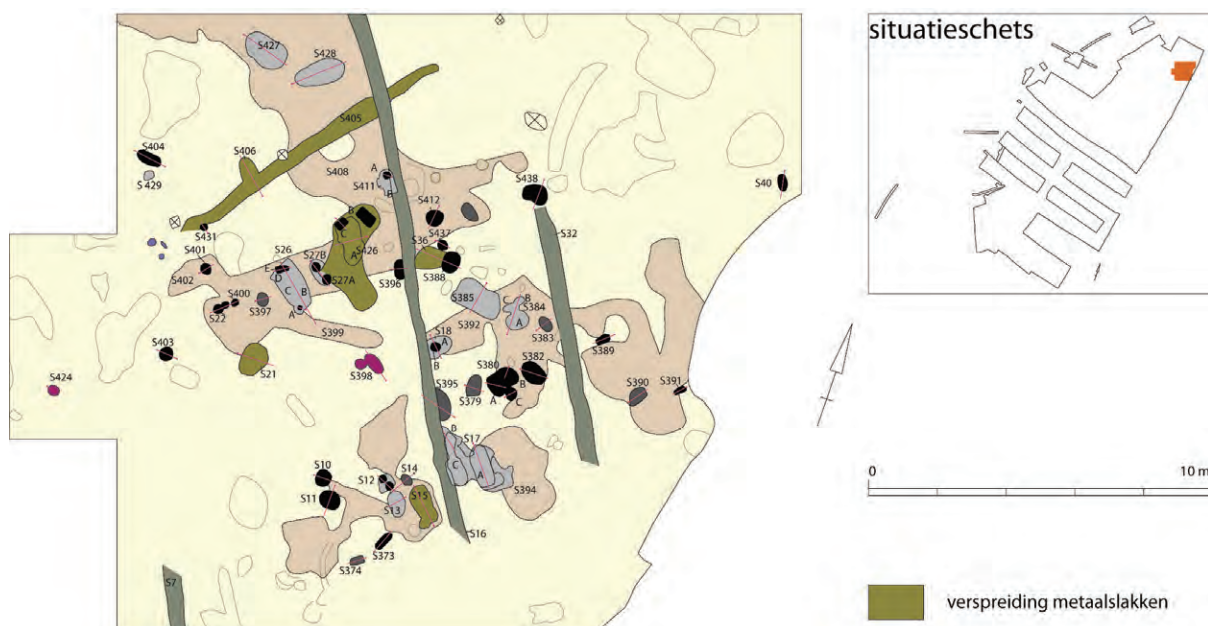 situatieschets
S427
S428
S405
S404
S406
S 429
S408
A
S411
B
S438
S40
S412
B
C
S32
S431
S36
S437
S426
A
S26
S27B
S401
E
D
S402
S27A
S396
S388
C
B
S385
B
S384
C
S400
S397
A
S22
S392
A
S383
S399
S18
A
S389
S403
B
S380
S382
S21
S398
S395
B
S424
S379
A
C
S390
S391
B
S17
C
A
S10
S14
S12
S394
S11
S15
S13
S16
S373
S374
S7
0
10 m
verspreiding metaalslakken